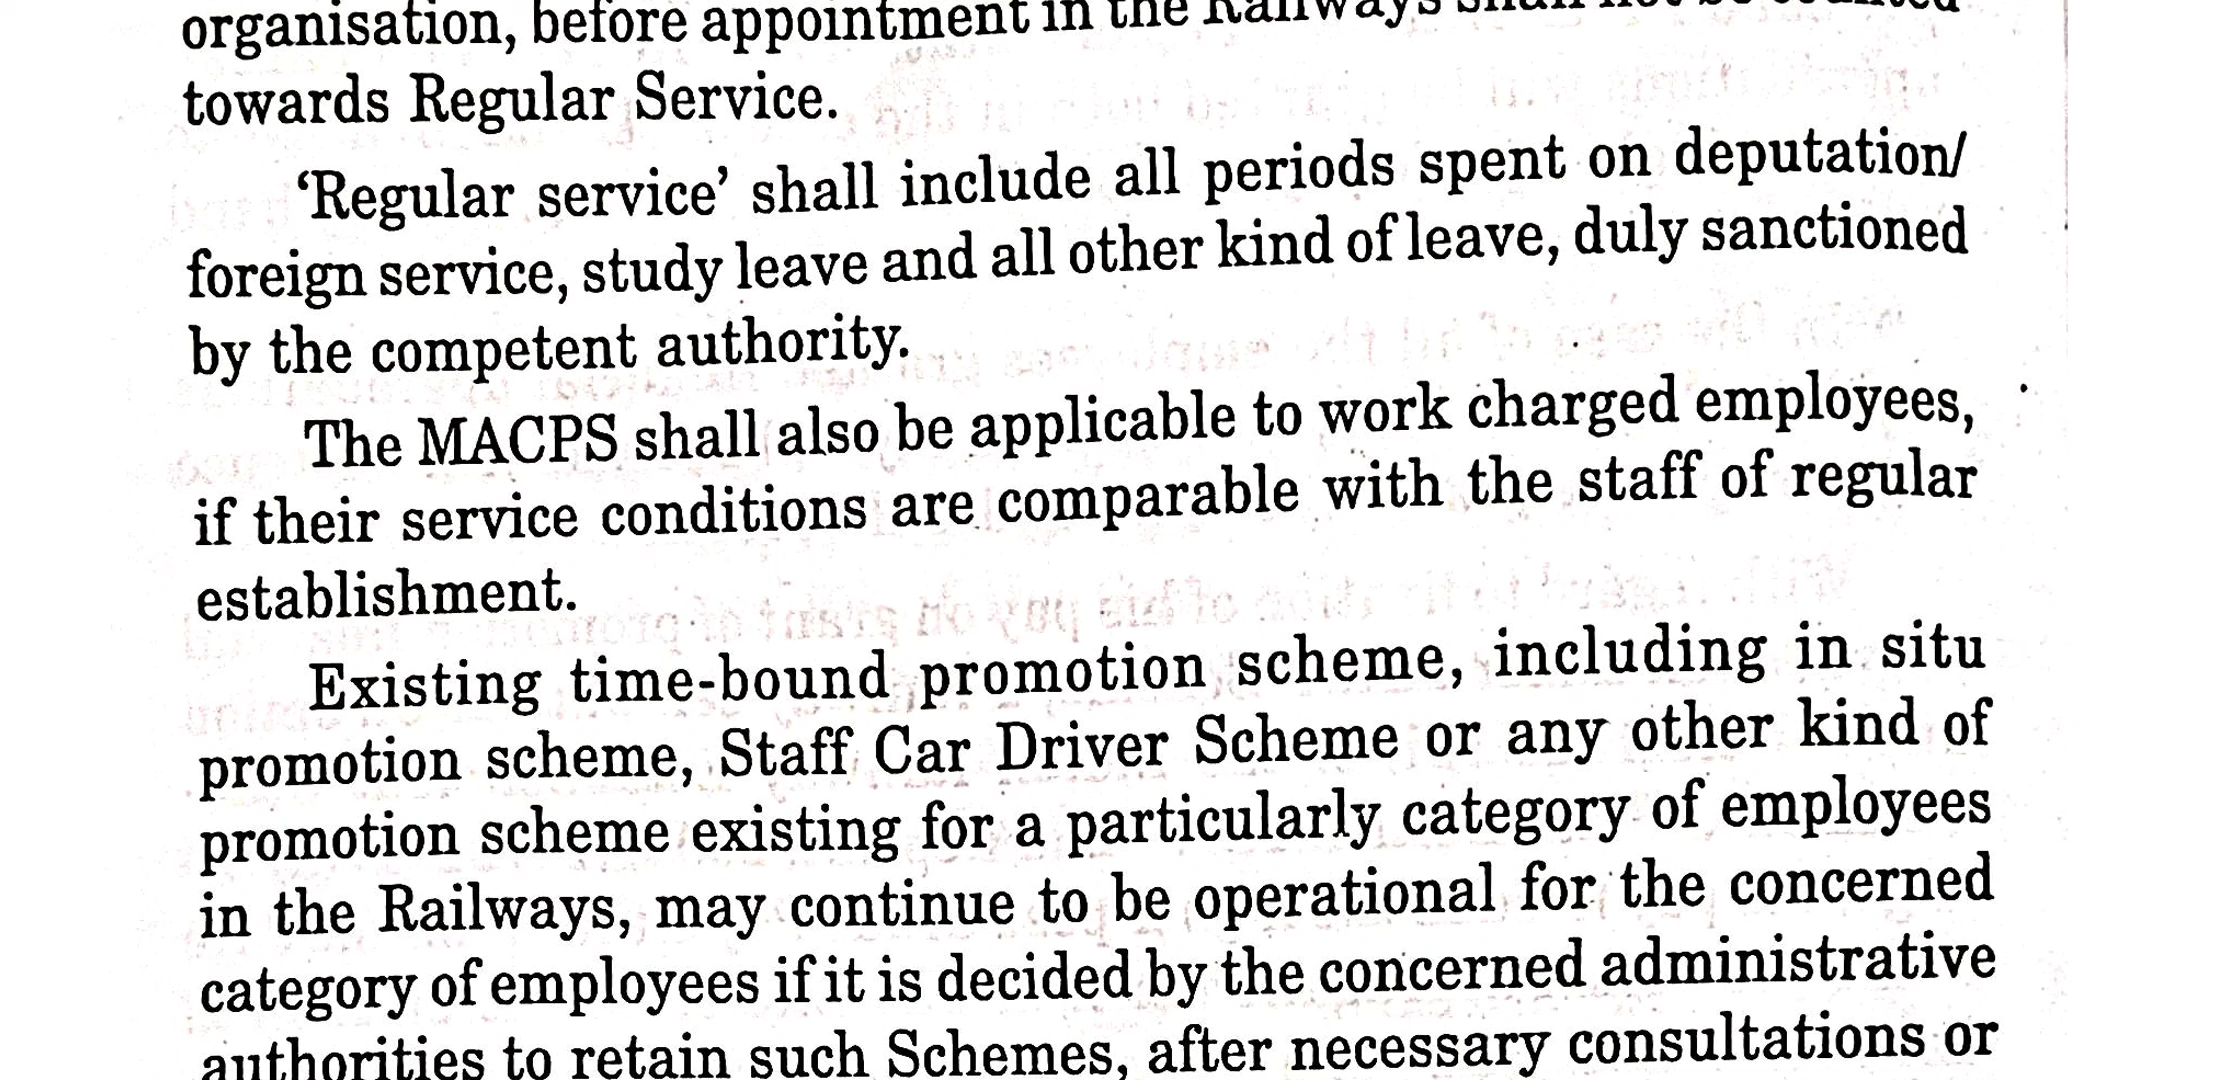 organisation, before appointment in the Railways shall not be counted
towards Regular Service.
‘Regular service’ shall include all periods spent on deputation/
foreign service, study leave and all other kind of leave, duly sanctioned
by the competent authority.
The MACPS shall also be applicable to work charged employees,
if their service conditions are comparable with the staff of regular
establishment.
Existing time-bound promotion scheme, including in situ
promotion scheme, Staff Car Driver Scheme or any other kind of
promotion scheme existing for a particularly category of employees
in the Railways, may continue to be operational for the concerned
category of employees if it is decided by the concerned administrative
authorities to retain such Schemes, after necessary consultations or